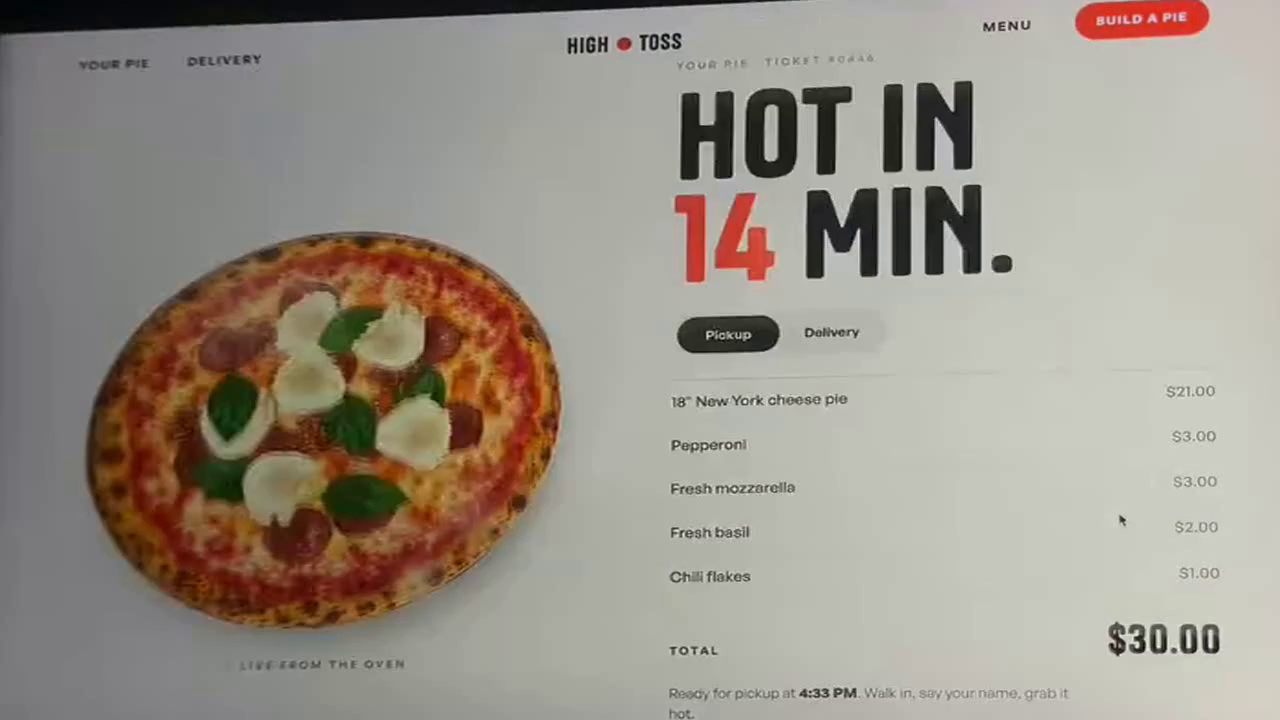 YOUR PIE DELIVERY HIGH TOSS MENU BUILD A PIE
YOUR PIE TICKET
HOT IN
14 MIN.
Pickup Delivery
18" New York cheese pie $21.00
Pepperoni $3.00
Fresh mozzarella $3.00
Fresh basil $2.00
Chili flakes $1.00
TOTAL $30.00
Ready for pickup at 4:33 PM. Walk in, say your name, grab it
hot.
LIVE FROM THE OVEN